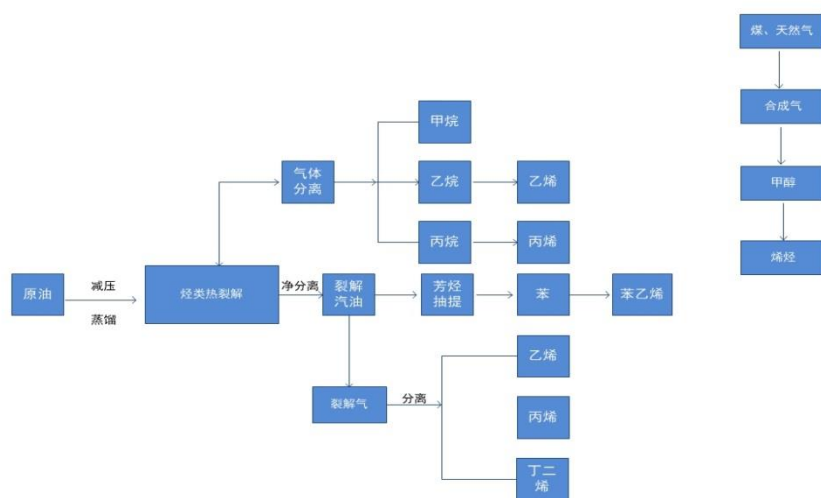 煤、天然气
合成气
甲醇
烯烃
甲烷
气体
分离
乙烷
乙烯
丙烷
丙烯
原油
减压
蒸馏
烃类热裂解
净分离
裂解
汽油
芳烃
抽提
苯
苯乙烯
裂解气
分离
乙烯
丙烯
丁二
烯